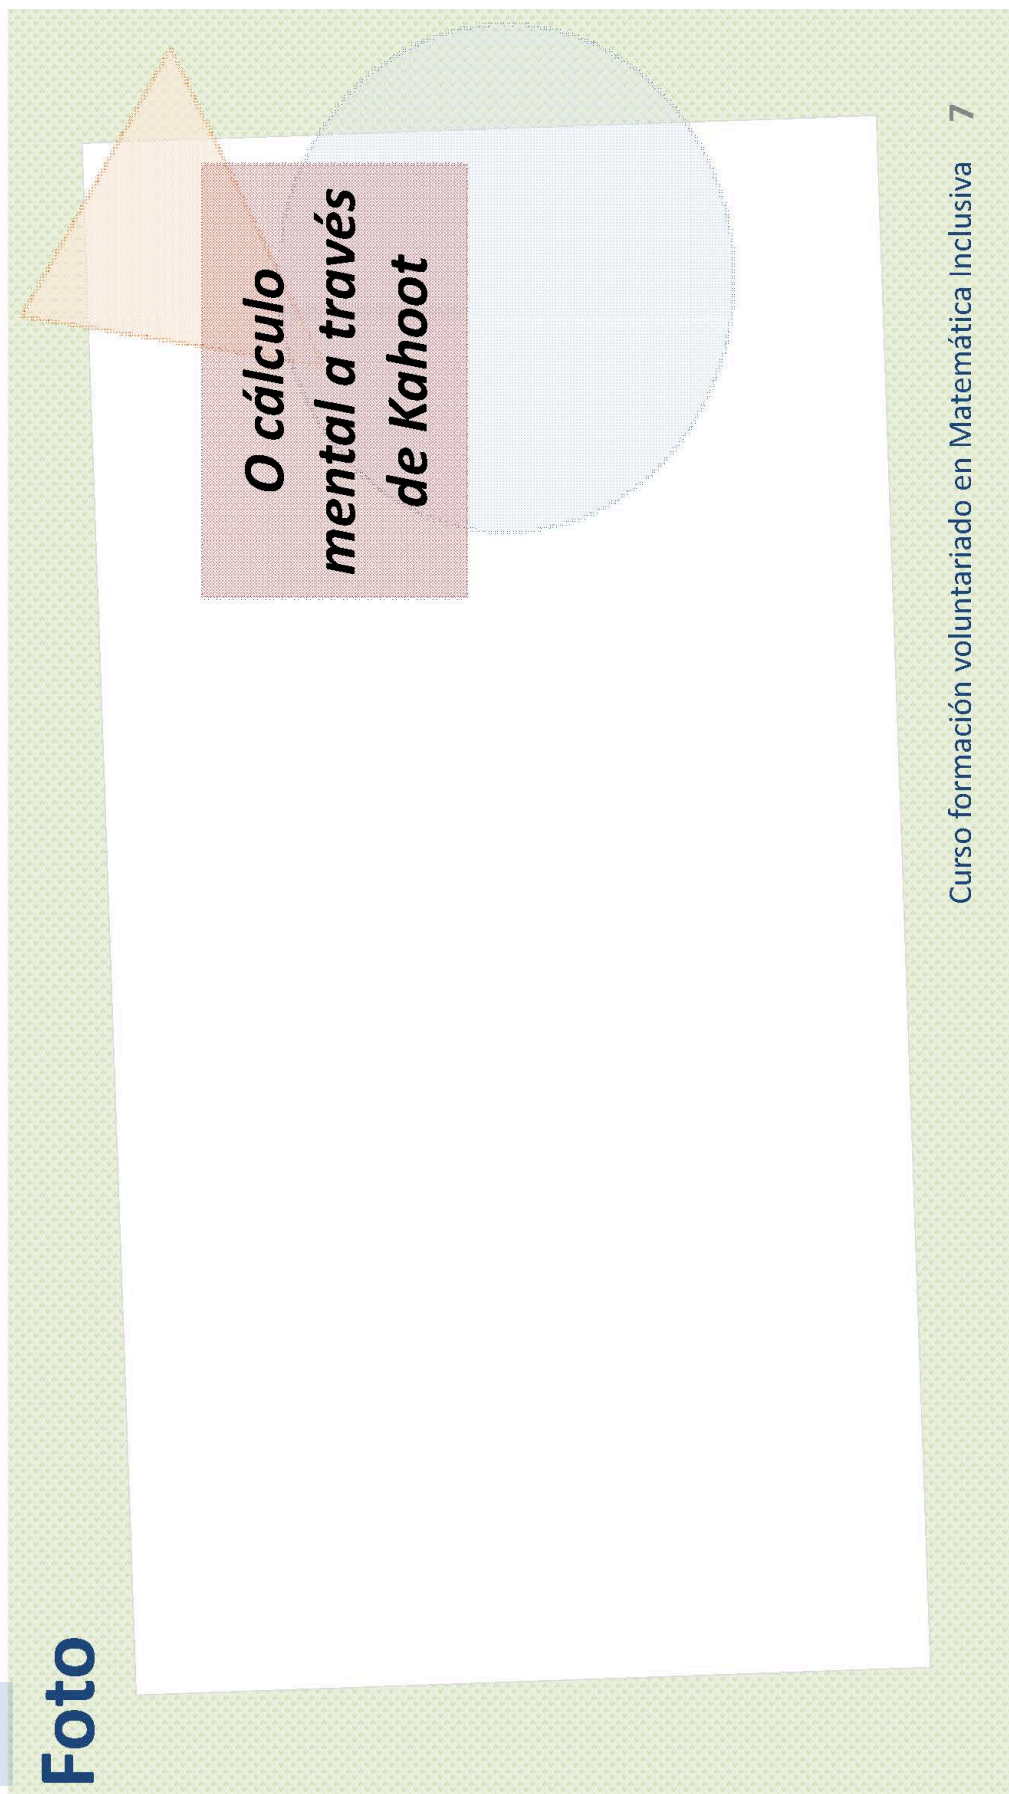 Foto
O cálculo
mental a través
de Kahoot
Curso formación voluntariado en Matemática Inclusiva 7